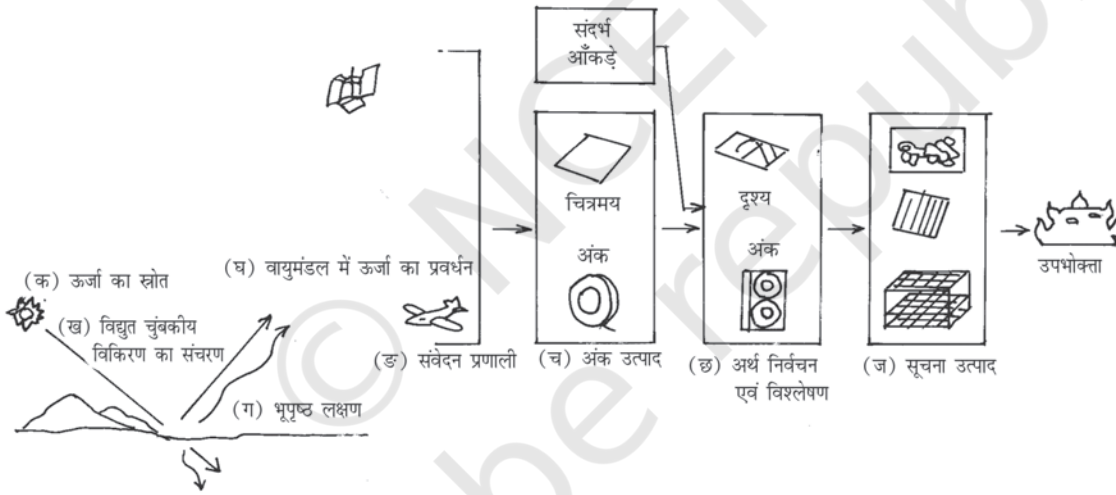 संदर्भ
आँकड़े
चित्रमय
अंक
दृश्य
अंक
उपभोक्ता
(क) ऊर्जा का स्रोत
(ख) विद्युत चुंबकीय
विकिरण का संचरण
(ग) भूपृष्ठ लक्षण
(घ) वायुमंडल में ऊर्जा का प्रवर्धन
(ङ) संवेदन प्रणाली
(च) अंक उत्पाद
(छ) अर्थ निर्वचन
एवं विश्लेषण
(ज) सूचना उत्पाद